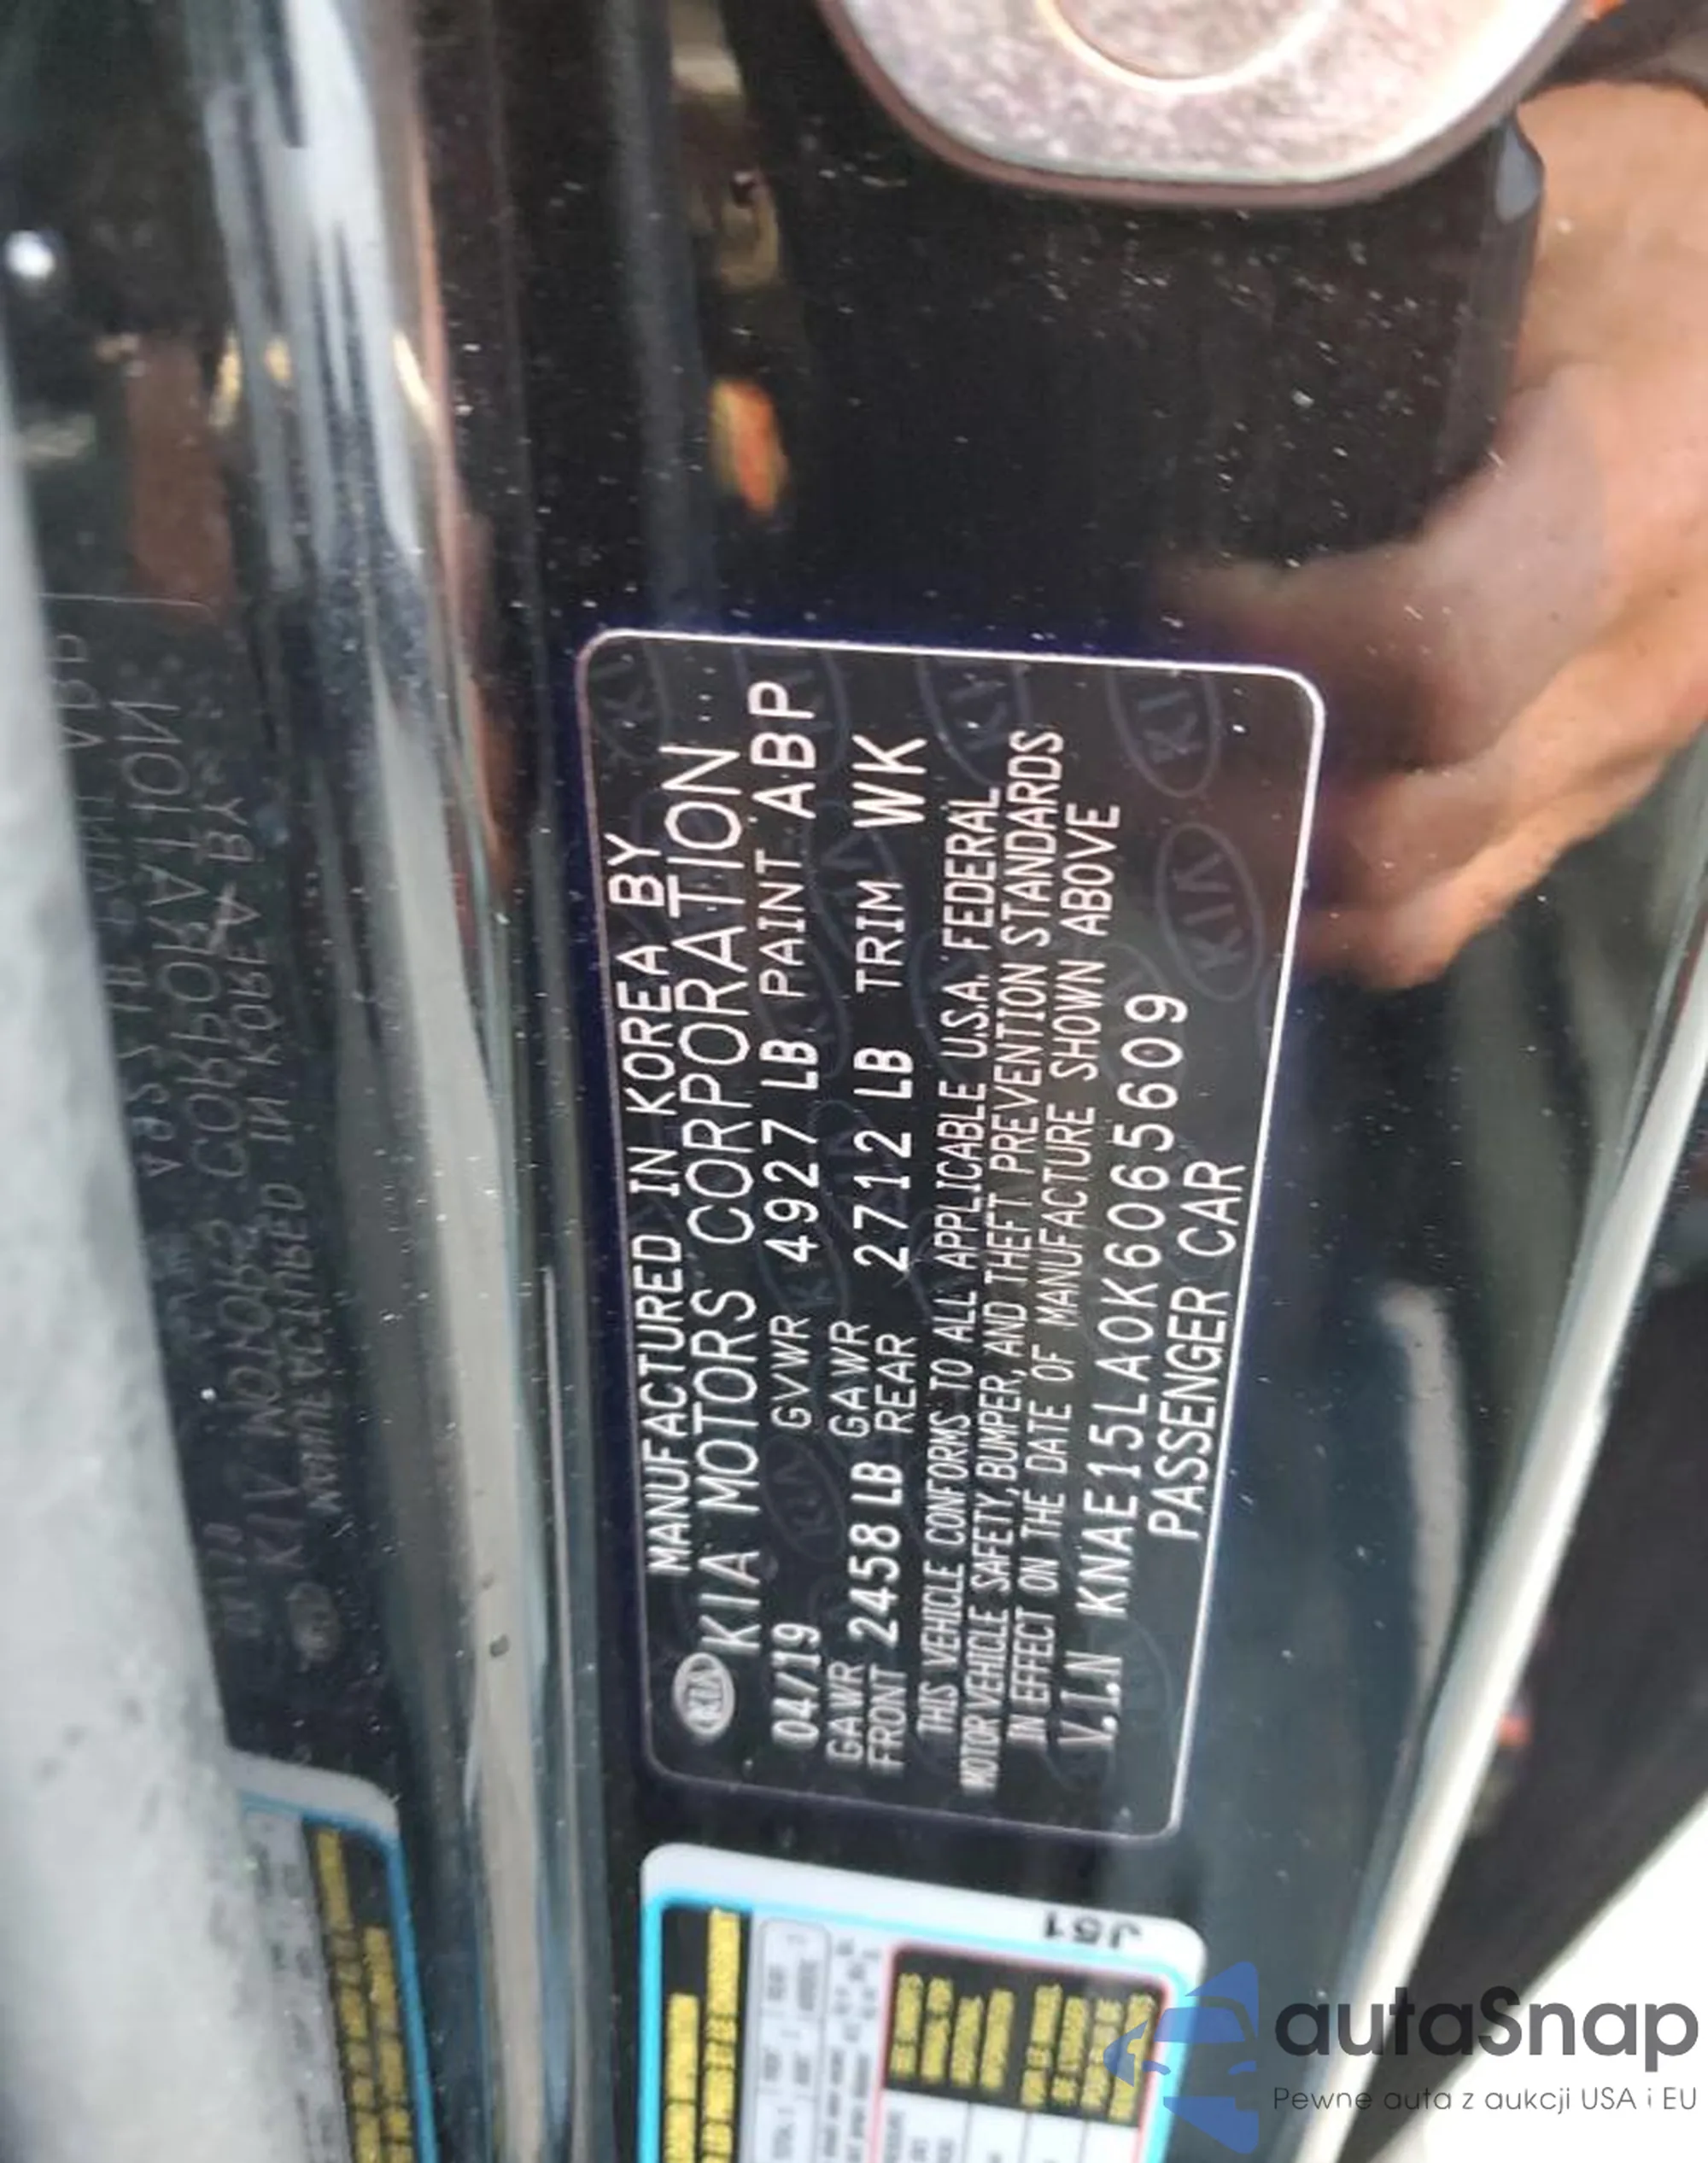 MANUFACTURED IN KOREA BY
KIA KIA MOTORS CORPORATION
04/19 GVWR 4927 LB PAINT ABP
GAWR FRONT 2458 LB GAWR REAR 2712 LB TRIM WK
THIS VEHICLE CONFORMS TO ALL APPLICABLE U.S.A. FEDERAL
MOTOR VEHICLE SAFETY, BUMPER, AND THEFT PREVENTION STANDARDS
IN EFFECT ON THE DATE OF MANUFACTURE SHOWN ABOVE
V.I.N KNAE15LA0K6065609
PASSENGER CAR
J51
autaSnap
Pewne auta z aukcji USA i EU